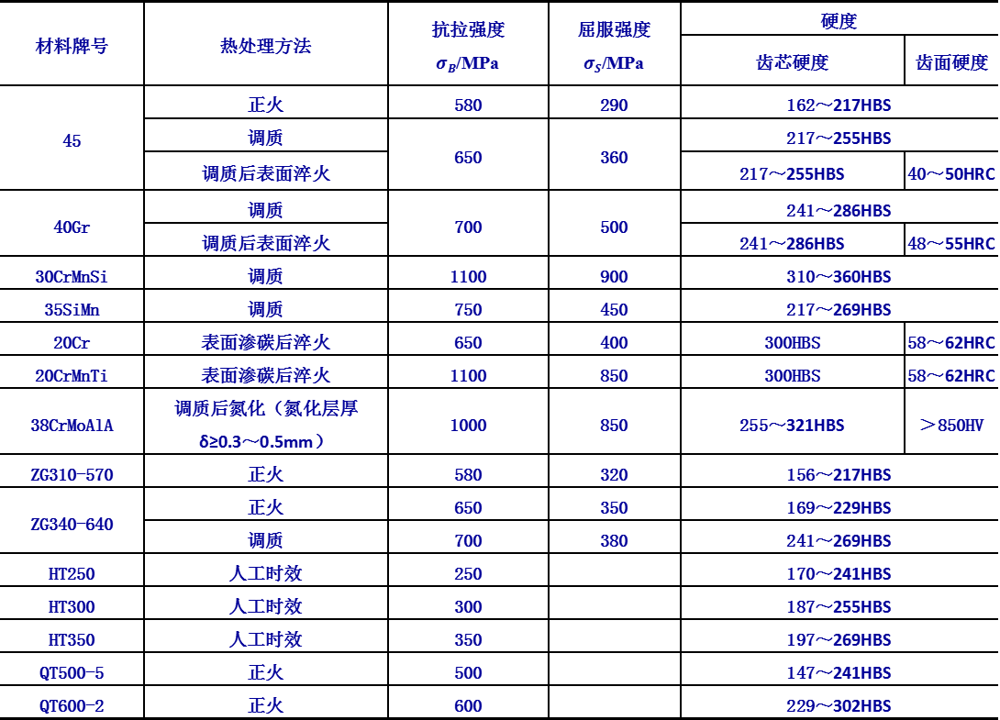 材料牌号 热处理方法 抗拉强度 σB/MPa 屈服强度 σS/MPa 硬度
齿芯硬度 齿面硬度
45 正火 580 290 162～217HBS
调质 650 360 217～255HBS
调质后表面淬火 217～255HBS 40～50HRC
40Gr 调质 700 500 241～286HBS
调质后表面淬火 241～286HBS 48～55HRC
30CrMnSi 调质 1100 900 310～360HBS
35SiMn 调质 750 450 217～269HBS
20Cr 表面渗碳后淬火 650 400 300HBS 58～62HRC
20CrMnTi 表面渗碳后淬火 1100 850 300HBS 58～62HRC
38CrMoAlA 调质后氮化（氮化层厚 1000 850 255～321HBS ＞850HV
δ≥0.3～0.5mm）
ZG310-570 正火 580 320 156～217HBS
ZG340-640 正火 650 350 169～229HBS
调质 700 380 241～269HBS
HT250 人工时效 250 170～241HBS
HT300 人工时效 300 187～255HBS
HT350 人工时效 350 197～269HBS
QT500-5 正火 500 147～241HBS
QT600-2 正火 600 229～302HBS